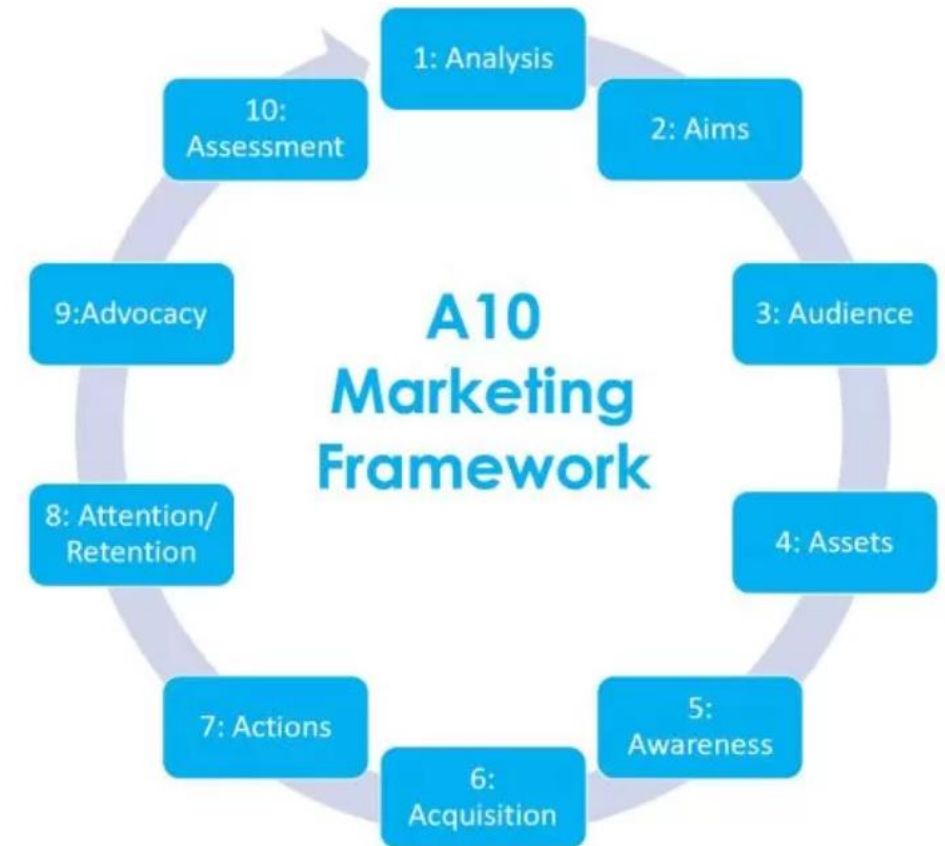 1: Analysis
2: Aims
3: Audience
4: Assets
5:
Awareness
6:
Acquisition
7: Actions
8: Attention/
Retention
9:Advocacy
10:
Assessment
A10
Marketing
Framework